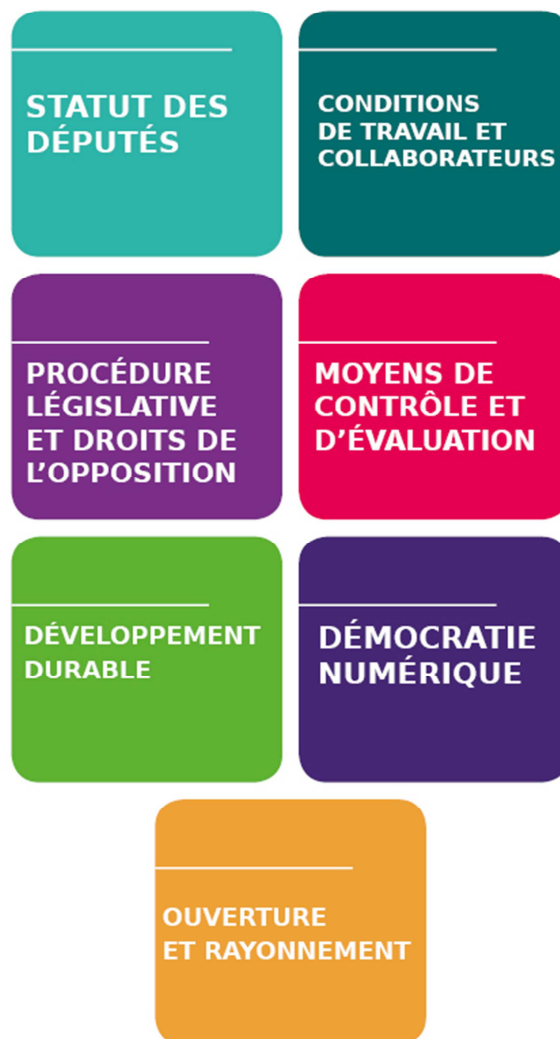 STATUT DES
DÉPUTÉS
CONDITIONS
DE TRAVAIL ET
COLLABORATEURS
PROCÉDURE
LÉGISLATIVE
ET DROITS DE
L’OPPOSITION
MOYENS DE
CONTRÔLE ET
D’ÉVALUATION
DÉVELOPPEMENT
DURABLE
DÉMOCRATIE
NUMÉRIQUE
OUVERTURE
ET RAYONNEMENT